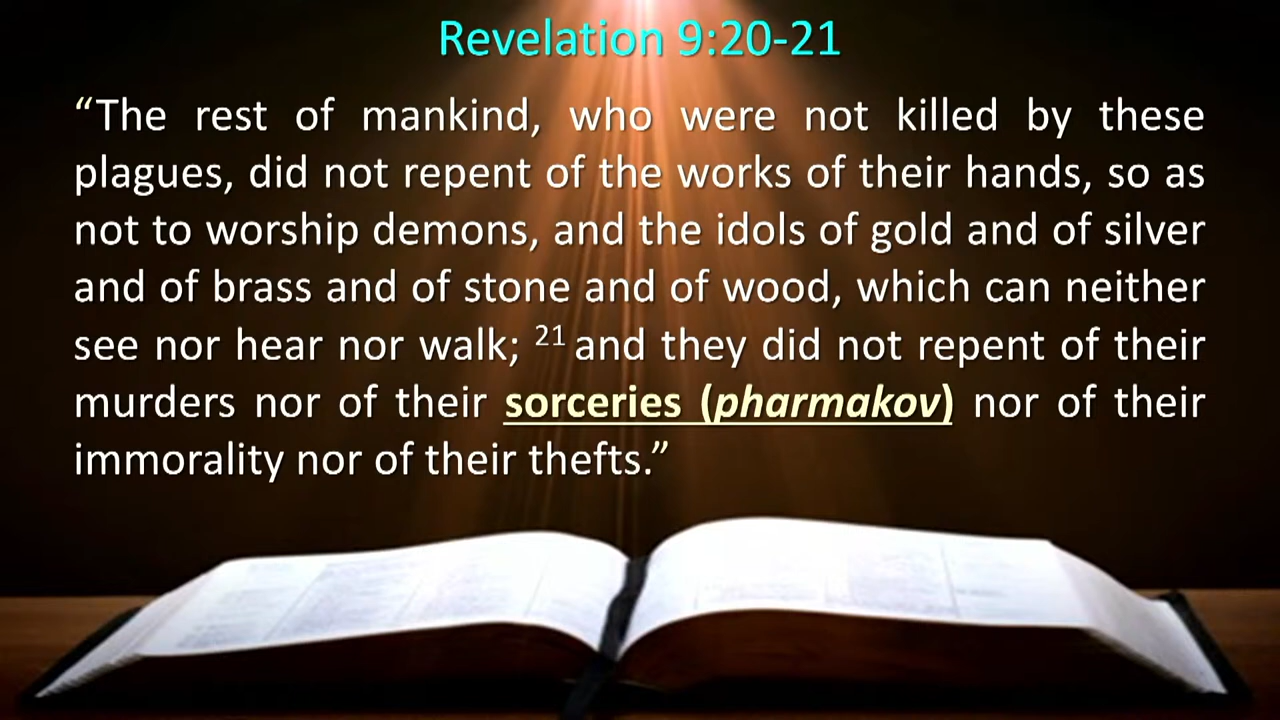 Revelation 9:20-21
“The rest of mankind, who were not killed by these
plagues, did not repent of the works of their hands, so as
not to worship demons, and the idols of gold and of silver
and of brass and of stone and of wood, which can neither
see nor hear nor walk; 21 and they did not repent of their
murders nor of their sorceries (pharmakov) nor of their
immorality nor of their thefts.”